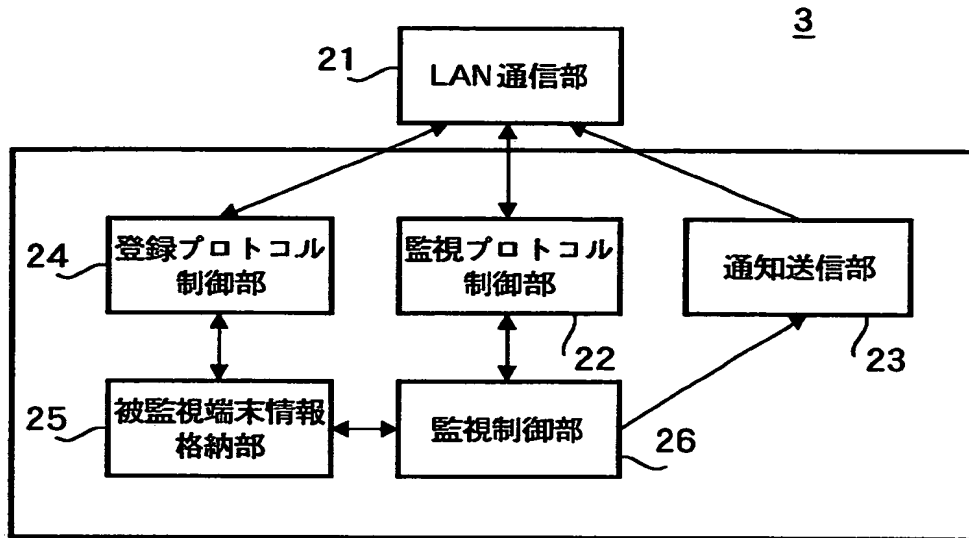 3
21
LAN通信部
24
登録プロトコル
制御部
監視プロトコル
制御部
22
通知送信部
23
25
被監視端末情報
格納部
監視制御部
26